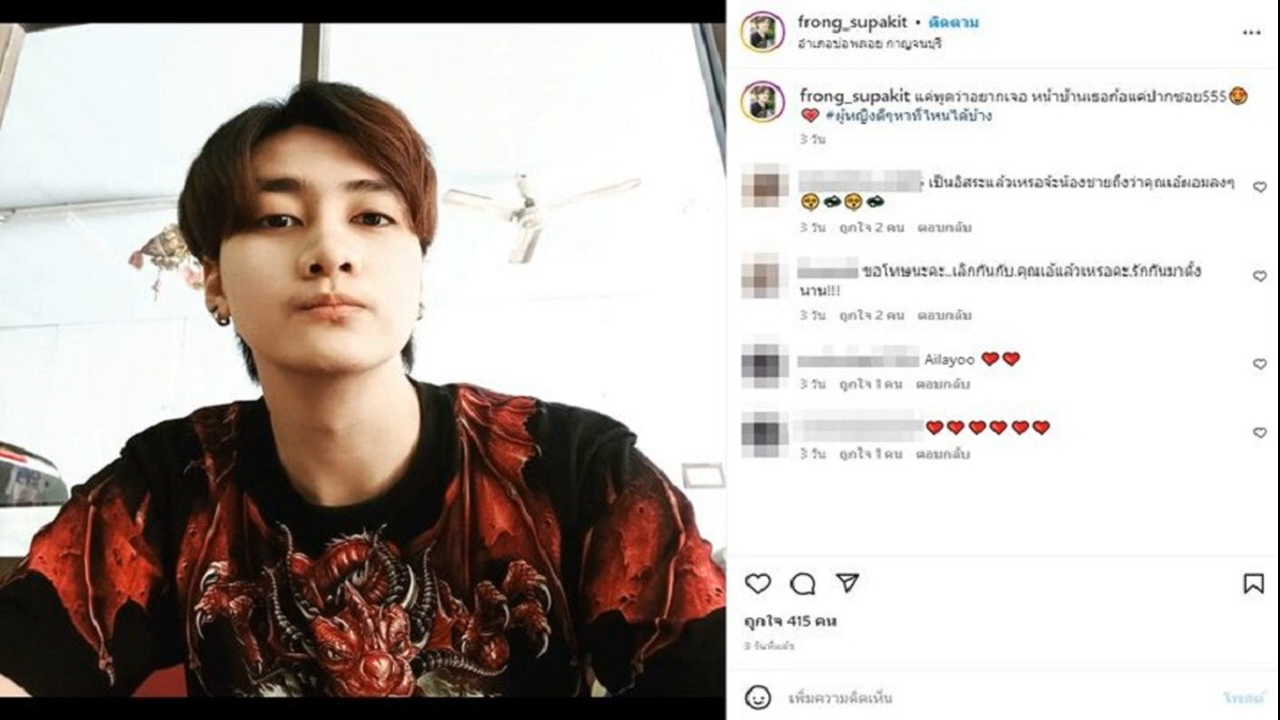 frong_supakit • ติดตาม
อำเภอบ่อพลอย กาญจนบุรี
frong_supakit แค่พูดว่าอยากเจอ หน้าบ้านเธอก้อแค่ปากซอย555🥰
❤️ #ผู้หญิงดีๆหาที่ไหนได้บ้าง
3 วัน
เป็นอิสระแล้วเหรอจ้ะน้องชายถึงว่าคุณเอ้ผอมลงๆ
3 วัน ถูกใจ 2 คน ตอบกลับ
ขอโทษนะคะ..เลิกกันกับ.คุณเอ้แล้วเหรอคะ.รักกันมาตั้ง
นาน!!!
3 วัน ถูกใจ 2 คน ตอบกลับ
Ailayoo ❤️❤️
3 วัน ถูกใจ 1 คน ตอบกลับ
❤️❤️❤️❤️❤️❤️
3 วัน ถูกใจ 1 คน ตอบกลับ
ถูกใจ 415 คน
3 วันที่แล้ว
เพิ่มความคิดเห็น
โพสต์